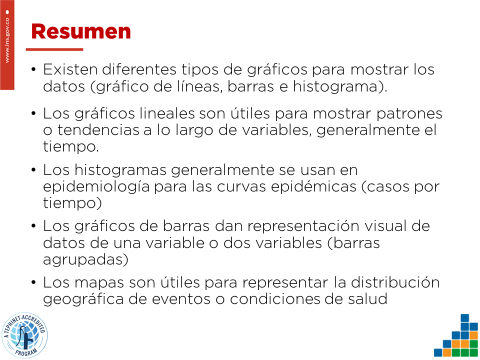 www.ins.gov.co
Resumen
• Existen diferentes tipos de gráficos para mostrar los
datos (gráfico de líneas, barras e histograma).
• Los gráficos lineales son útiles para mostrar patrones
o tendencias a lo largo de variables, generalmente el
tiempo.
• Los histogramas generalmente se usan en
epidemiología para las curvas epidémicas (casos por
tiempo)
• Los gráficos de barras dan representación visual de
datos de una variable o dos variables (barras
agrupadas)
• Los mapas son útiles para representar la distribución
geográfica de eventos o condiciones de salud
A TEPHINET ACCREDITED
PROGRAM